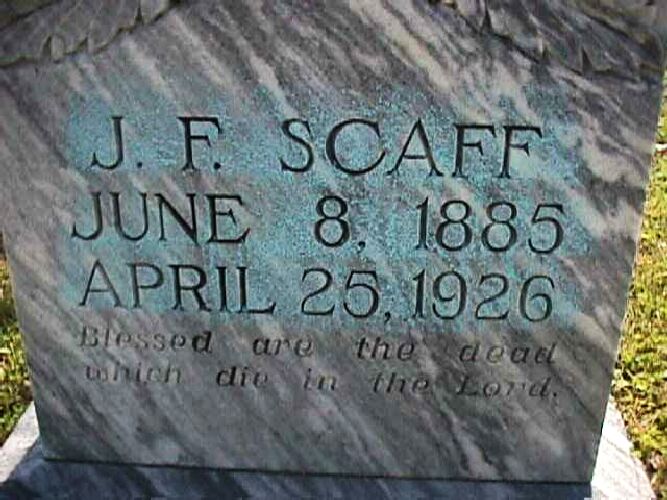 J. F. SCAFF
JUNE 8, 1885
APRIL 25, 1926
Blessed are the dead
which die in the Lord.